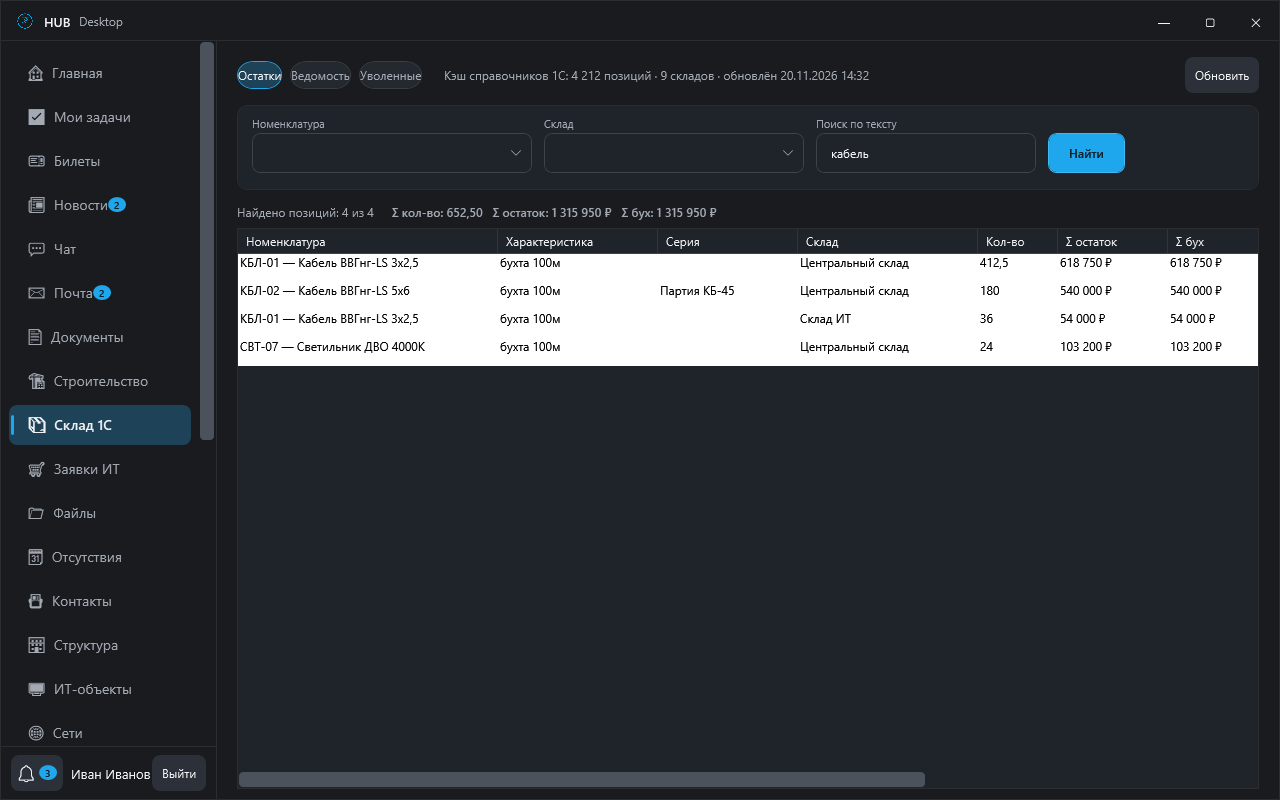 HUB Desktop
Главная
Мои задачи
Билеты
Новости 2
Чат
Почта 2
Документы
Строительство
Склад 1С
Заявки ИТ
Файлы
31 Отсутствия
Контакты
Структура
ИТ-объекты
Сети
3 Иван Иванов Выйти
Остатки Ведомость Уволенные Кэш справочников 1С: 4 212 позиций · 9 складов · обновлён 20.11.2026 14:32 Обновить
Номенклатура Склад Поиск по тексту
кабель Найти
Найдено позиций: 4 из 4 Σ кол-во: 652,50 Σ остаток: 1 315 950 ₽ Σ бух: 1 315 950 ₽
Номенклатура Характеристика Серия Склад Кол-во Σ остаток Σ бух
КБЛ-01 — Кабель ВВГнг-LS 3х2,5 бухта 100м Центральный склад 412,5 618 750 ₽ 618 750 ₽
КБЛ-02 — Кабель ВВГнг-LS 5х6 бухта 100м Партия КБ-45 Центральный склад 180 540 000 ₽ 540 000 ₽
КБЛ-01 — Кабель ВВГнг-LS 3х2,5 бухта 100м Склад ИТ 36 54 000 ₽ 54 000 ₽
СВТ-07 — Светильник ДВО 4000К бухта 100м Центральный склад 24 103 200 ₽ 103 200 ₽